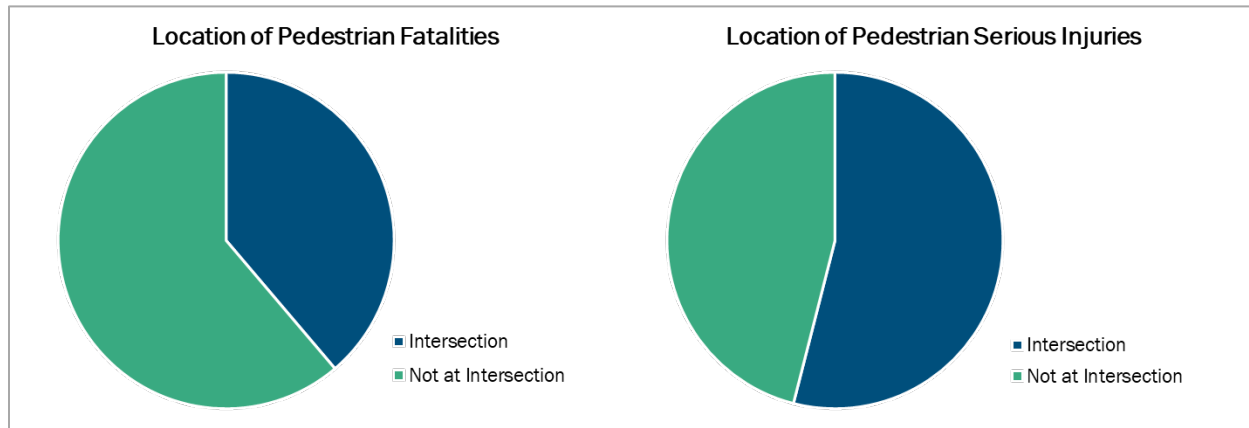 Location of Pedestrian Fatalities
Intersection
Not at Intersection
Location of Pedestrian Serious Injuries
Intersection
Not at Intersection